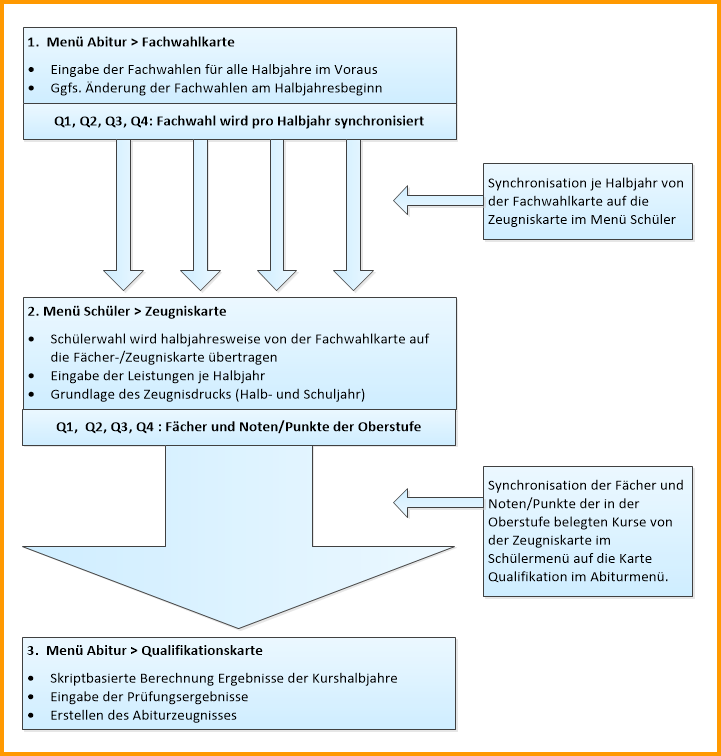 1. Menü Abitur > Fachwahlkarte
• Eingabe der Fachwahlen für alle Halbjahre im Voraus
• Ggfs. Änderung der Fachwahlen am Halbjahresbeginn
Q1, Q2, Q3, Q4: Fachwahl wird pro Halbjahr synchronisiert
Synchronisation je Halbjahr von
der Fachwahlkarte auf die
Zeugniskarte im Menü Schüler
2. Menü Schüler > Zeugniskarte
• Schülerwahl wird halbjahresweise von der Fachwahlkarte auf
die Fächer-/Zeugniskarte übertragen
• Eingabe der Leistungen je Halbjahr
• Grundlage des Zeugnisdrucks (Halb- und Schuljahr)
Q1, Q2, Q3, Q4 : Fächer und Noten/Punkte der Oberstufe
Synchronisation der Fächer und
Noten/Punkte der in der
Oberstufe belegten Kurse von
der Zeugniskarte im
Schülermenü auf die Karte
Qualifikation im Abiturmenü.
3. Menü Abitur > Qualifikationskarte
• Skriptbasierte Berechnung Ergebnisse der Kurshalbjahre
• Eingabe der Prüfungsergebnisse
• Erstellen des Abiturzeugnisses